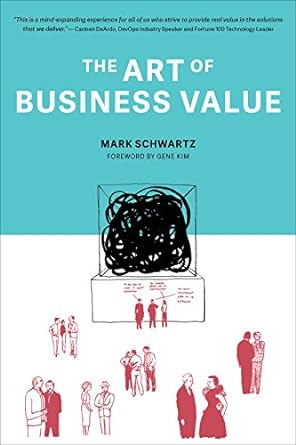 "This is a mind-expanding experience for all of us who strive to provide real value in the solutions
that we deliver."— Carmen DeArdo, DevOps Industry Speaker and Fortune 100 Technology Leader
THE ART OF
BUSINESS VALUE
MARK SCHWARTZ
FOREWORD BY GENE KIM